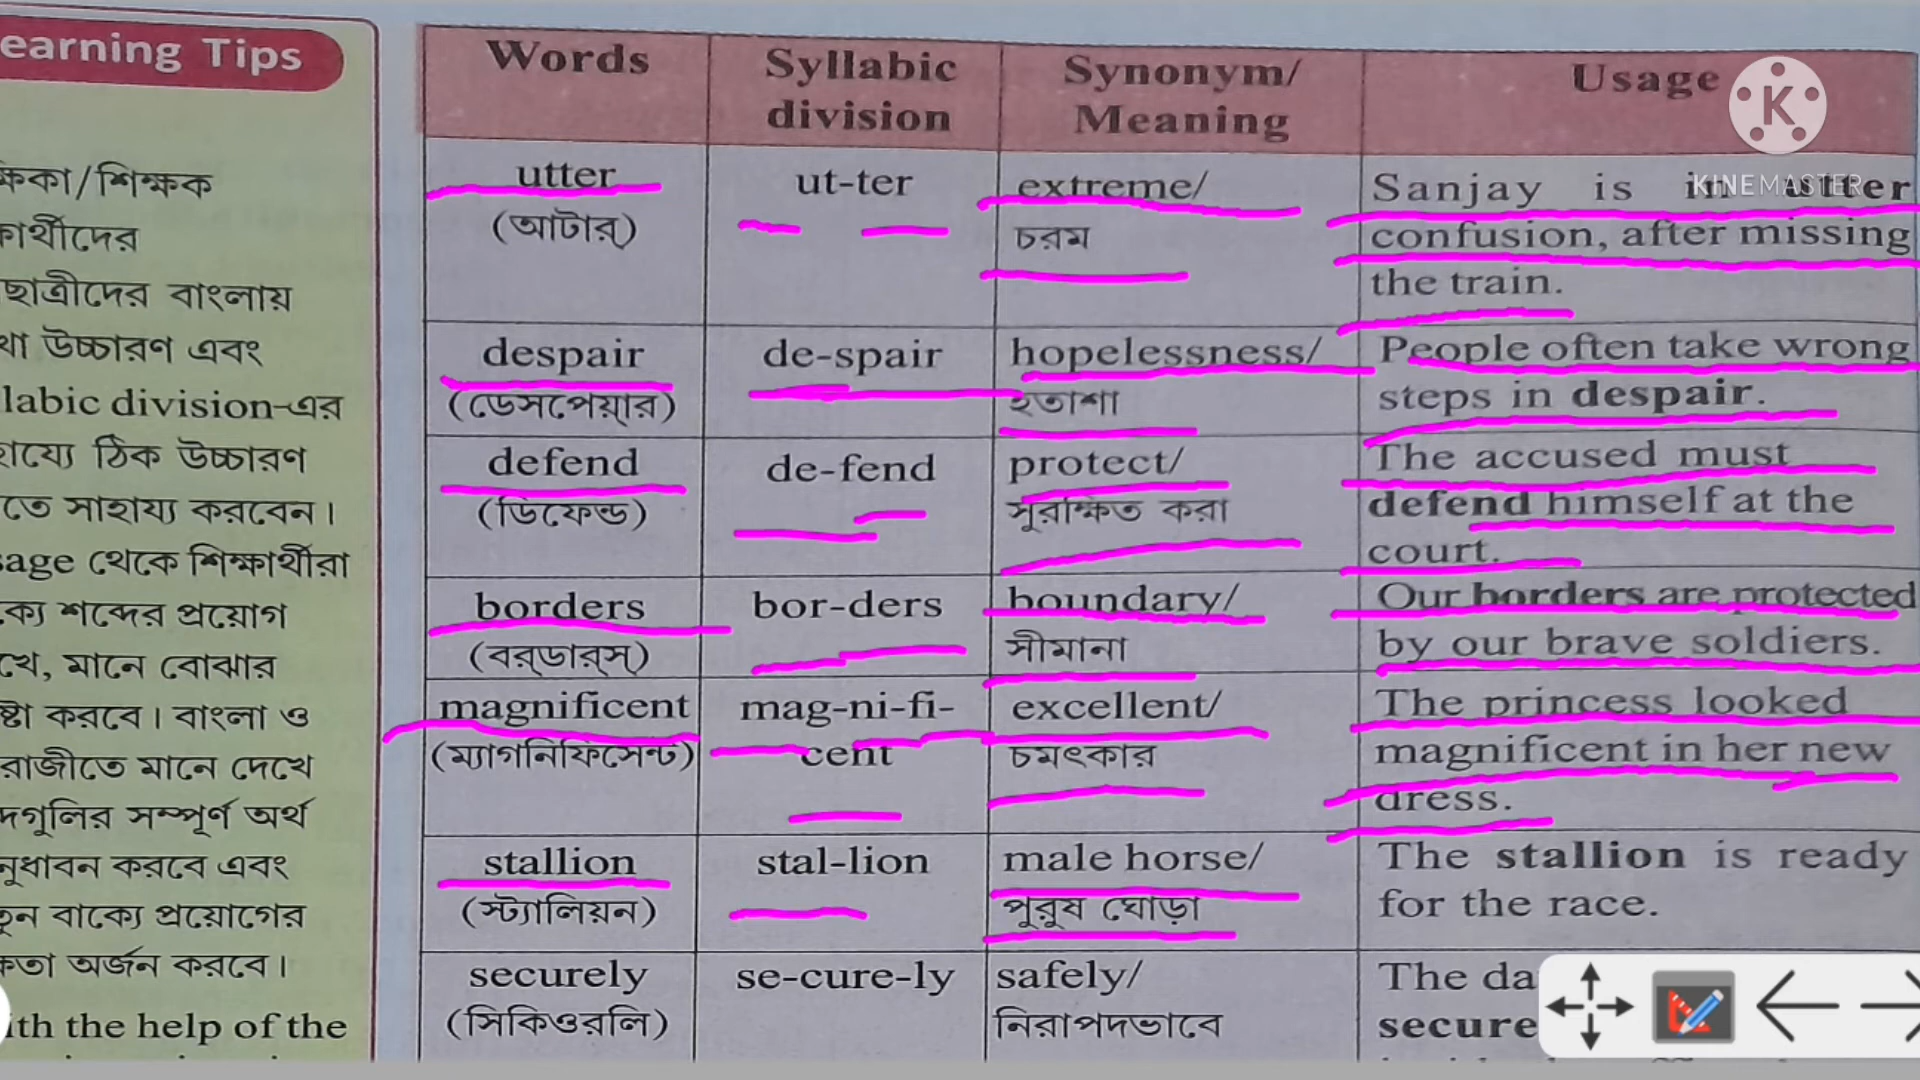 earning Tips
শিক্ষক
ছাত্রীদের বাংলায়
উচ্চারণ এবং
labic division-এর
ঠিক উচ্চারণ
তে সাহায্য করবেন।
sage থেকে শিক্ষার্থীরা
শব্দের প্রয়োগ
মানে বোঝার
করবে। বাংলা ও
মানে দেখে
সম্পূর্ণ অর্থ
করবে এবং
বাক্যে প্রয়োগের
অর্জন করবে।
ith the help of the
Words
Syllabic
division
Synonym/
Meaning
Usage
utter
(আটার্)
ut-ter
extreme/
চরম
Sanjay is in utter
confusion, after missing
the train.
despair
(ডেসপেয়্যার)
de-spair
hopelessness/
হতাশা
People often take wrong
steps in despair.
defend
(ডিফেন্ড)
de-fend
protect/
সুরক্ষিত করা
The accused must
defend himself at the
court.
borders
(বর্ডার্স্)
bor-ders
boundary/
সীমানা
Our borders are protected
by our brave soldiers.
magnificent
(ম্যাগনিফিসেন্ট)
mag-ni-fi-
cent
excellent/
চমৎকার
The princess looked
magnificent in her new
dress.
stallion
(স্ট্যালিয়ন)
stal-lion
male horse/
পুরুষ ঘোড়া
The stallion is ready
for the race.
securely
(সিকিওরলি)
se-cure-ly
safely/
নিরাপদভাবে
The da
secure
K
KINEMASTER